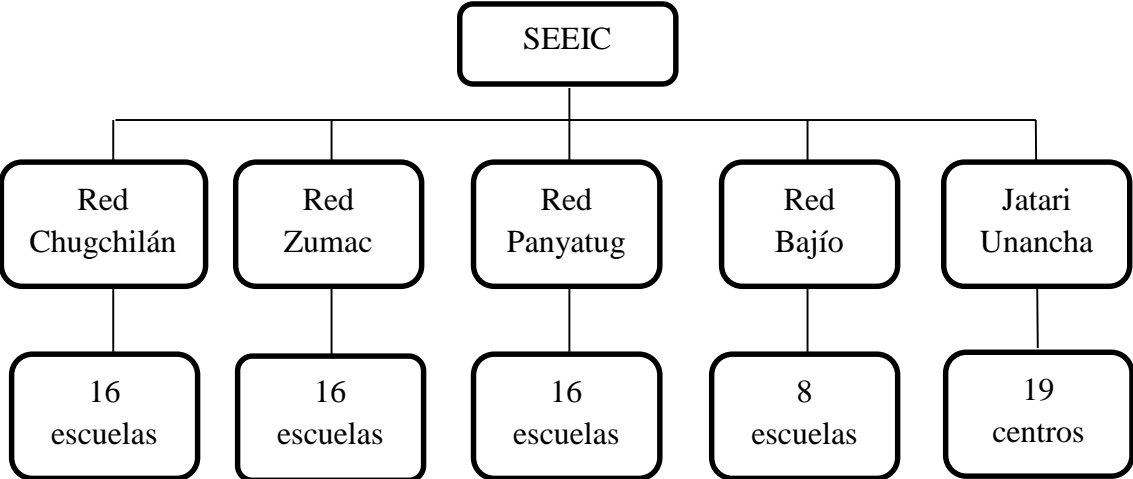 SEEIC
Red
Chugchilán
Red
Zumac
Red
Panyatug
Red
Bajío
Jatari
Unancha
16
escuelas
16
escuelas
16
escuelas
8
escuelas
19
centros